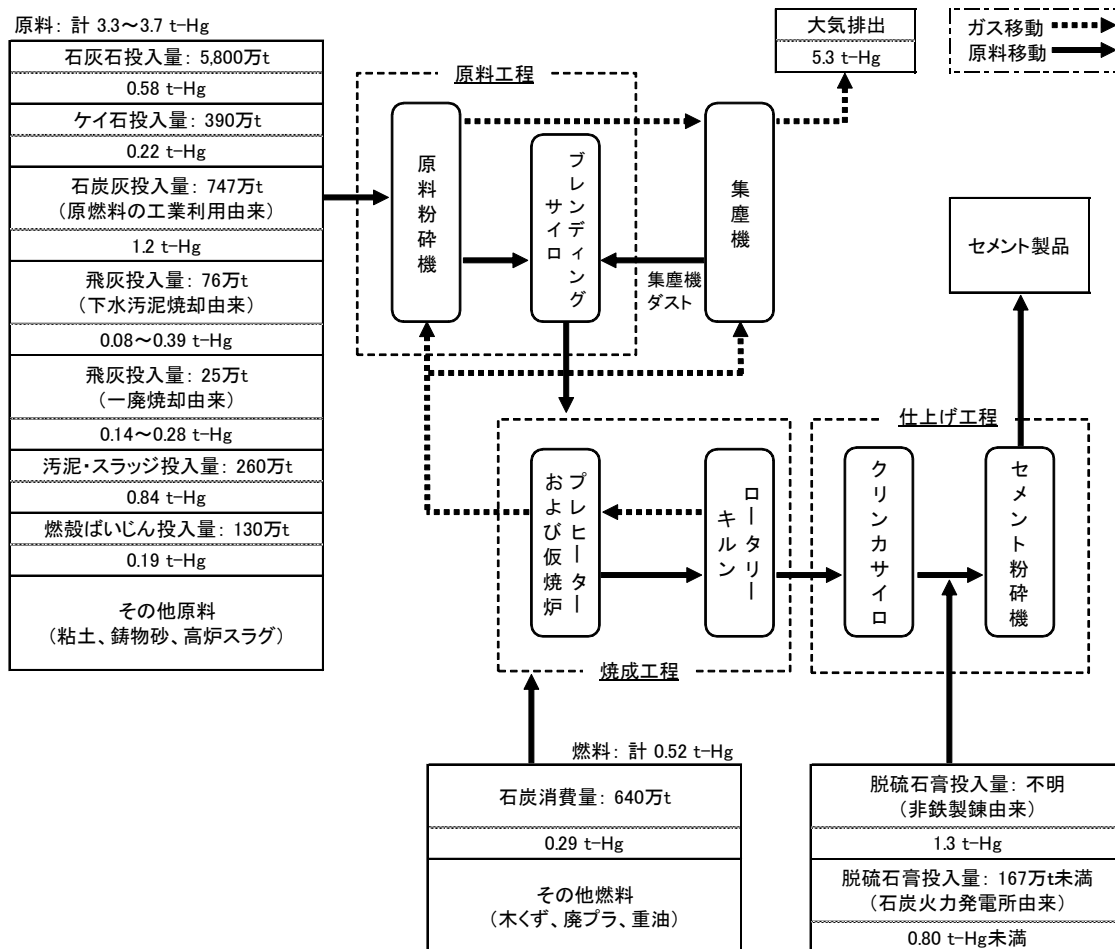 原料: 計 3.3～3.7 t-Hg
石灰石投入量: 5,800万t
0.58 t-Hg
ケイ石投入量: 390万t
0.22 t-Hg
石炭灰投入量: 747万t
(原燃料の工業利用由来)
1.2 t-Hg
飛灰投入量: 76万t
(下水汚泥焼却由来)
0.08～0.39 t-Hg
飛灰投入量: 25万t
(一廃焼却由来)
0.14～0.28 t-Hg
汚泥・スラッジ投入量: 260万t
0.84 t-Hg
燃殻ばいじん投入量: 130万t
0.19 t-Hg
その他原料
(粘土、鋳物砂、高炉スラグ)
原料工程
原料粉砕機
ブレンディング
サイロ
集塵機
集塵機
ダスト
大気排出
5.3 t-Hg
ガス移動
原料移動
セメント製品
プレヒーター
および仮焼炉
ロータリー
キルン
焼成工程
仕上げ工程
クリンカサイロ
セメント粉砕機
燃料: 計 0.52 t-Hg
石炭消費量: 640万t
0.29 t-Hg
その他燃料
(木くず、廃プラ、重油)
脱硫石膏投入量: 不明
(非鉄製錬由来)
1.3 t-Hg
脱硫石膏投入量: 167万t未満
(石炭火力発電所由来)
0.80 t-Hg未満